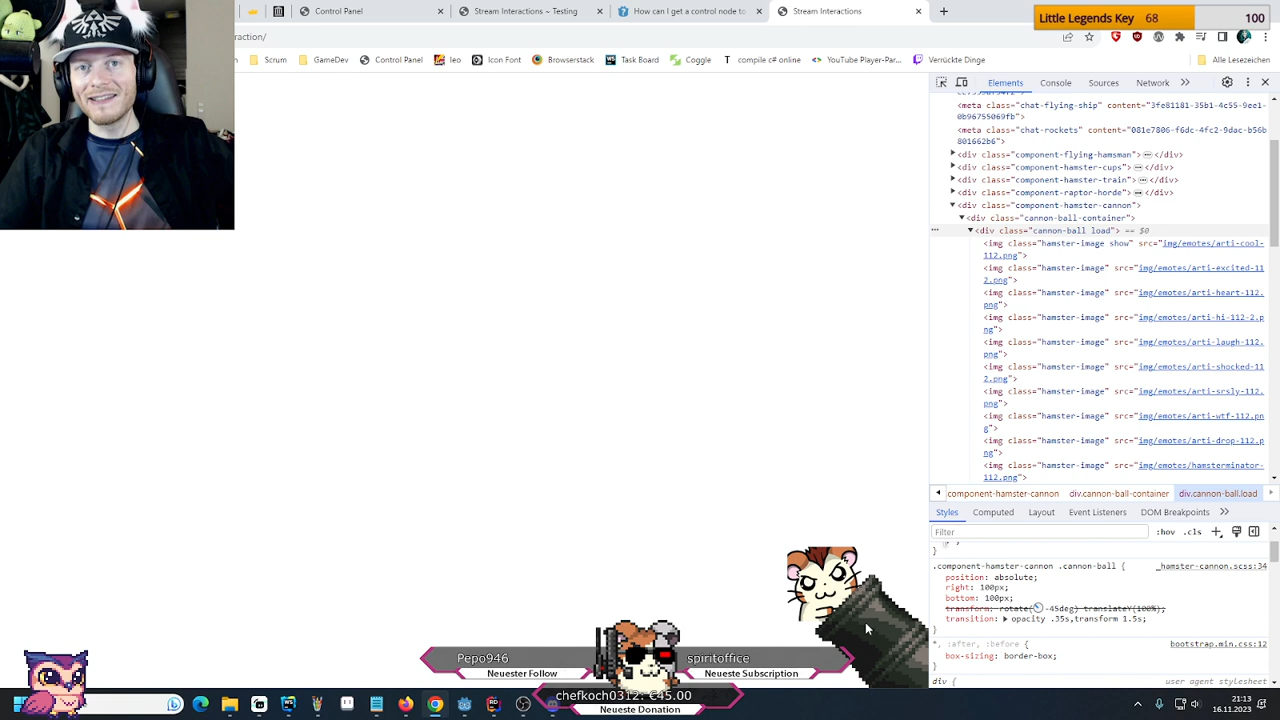 Control Panel
Stream Interactions ~ Testing
How can I get a control node to
Stream Interactions
Little Legends Key 68 100
raction/
Scrum
GameDev
Control Panel
leo
Icon Font
Browserstack
Task Board
Coggle
compile c# online
YouTube Player-Par...
Verrückte Dinge
Alle Lesezeichen
Elements
Console
Sources
Network
<meta class="chat-flying-ship" content="3fe81181-35b1-4c55-9ee1-
0b96755069fb">
<meta class="chat-rockets" content="081e7806-f6dc-4fc2-9dac-b56b
801662b6">
<div class="component-flying-hamsman"> </div>
<div class="component-hamster-cups"> </div>
<div class="component-hamster-train"> </div>
<div class="component-raptor-horde"> </div>
<div class="component-hamster-cannon">
<div class="cannon-ball-container">
<div class="cannon-ball load"> == $0
<img class="hamster-image show" src="img/emotes/arti-cool-
112.png">
<img class="hamster-image" src="img/emotes/arti-excited-11
2.png">
<img class="hamster-image" src="img/emotes/arti-heart-112.
png">
<img class="hamster-image" src="img/emotes/arti-hi-112-2.p
ng">
<img class="hamster-image" src="img/emotes/arti-laugh-112.
png">
<img class="hamster-image" src="img/emotes/arti-shocked-11
2.png">
<img class="hamster-image" src="img/emotes/arti-srsly-112.
png">
<img class="hamster-image" src="img/emotes/arti-wtf-112.pn
g">
<img class="hamster-image" src="img/emotes/arti-drop-112.p
ng">
<img class="hamster-image" src="img/emotes/hamsterminator-
112.png">
component-hamster-cannon
div.cannon-ball-container
div.cannon-ball.load
Styles
Computed
Layout
Event Listeners
DOM Breakpoints
Filter
:hov
.cls
}
.component-hamster-cannon .cannon-ball { _hamster-cannon.scss:34
position: absolute;
right: 100px;
bottom: 100px;
transform: rotate( -45deg) translateY(100%);
transition: opacity .35s,transform 1.5s;
}
*, :after, :before { bootstrap.min.css:12
box-sizing: border-box;
}
div { user agent stylesheet
Pepo946
Neuester Follow
spiritoffice
Neueste Subscription
chefkoch0312: €45.00
Neueste Donation
21:13
16.11.2023